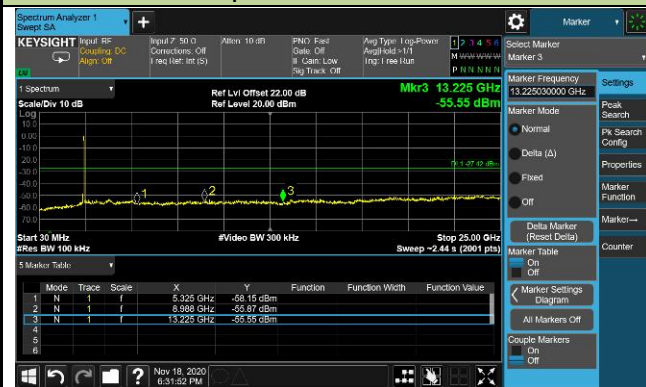 Spectrum Analyzer 1
Swept SA
Marker
KEYSIGHT
Input RF
Coupling: DC
Align: Off
Input Z: 50 Ω
Corrections: Off
Freq Ref: Int (S)
Atten: 10 dB
PNO: Fast
Gate: Off
IF Gain: Low
Sig Track: Off
Avg Type: Log-Power
Avg|Hold:>1/1
Trig: Free Run
1 2 3 4 5 6
M W W W W W
P N N N N N
Select Marker
Marker 3
1 Spectrum
Scale/Div 10 dB
Ref Lvl Offset 22.00 dB
Ref Level 20.00 dBm
Mkr3 13.225 GHz
-55.55 dBm
Log
10.0
0.00
-10.0
-20.0
-30.0
-40.0
-50.0
-60.0
-70.0
DL1 -27.42 dBm
1
2
3
Start 30 MHz
#Video BW 300 kHz
Stop 25.00 GHz
#Res BW 100 kHz
Sweep ~2.44 s (2001 pts)
5 Marker Table
Mode Trace Scale X Y Function Function Width Function Value
1 N 1 f 5.325 GHz -58.15 dBm
2 N 1 f 8.988 GHz -55.87 dBm
3 N 1 f 13.225 GHz -55.55 dBm
4
5
6
Marker Frequency
13.225030000 GHz
Marker Mode
Normal
Delta (Δ)
Fixed
Off
Delta Marker
(Reset Delta)
Marker Table
On
Off
Marker Settings
Diagram
All Markers Off
Couple Markers
On
Off
Settings
Peak
Search
Pk Search
Config
Properties
Marker
Function
Marker→
Counter
Nov 18, 2020
6:31:52 PM